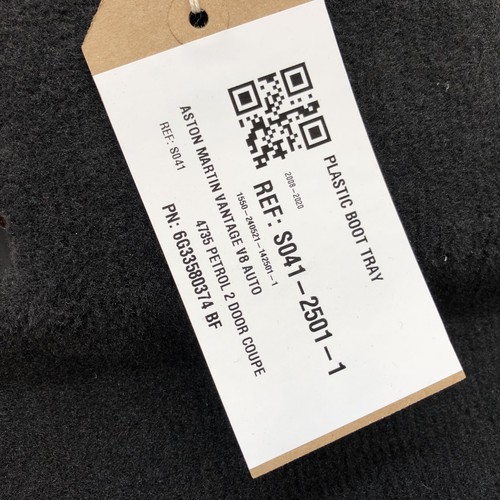 PLASTIC BOOT TRAY
2008-2020
REF: S041-2501-1
1550-240521-142501-1
ASTON MARTIN VANTAGE V8 AUTO
4735 PETROL 2 DOOR COUPE
REF: S041
PN: 6G33580374 BF